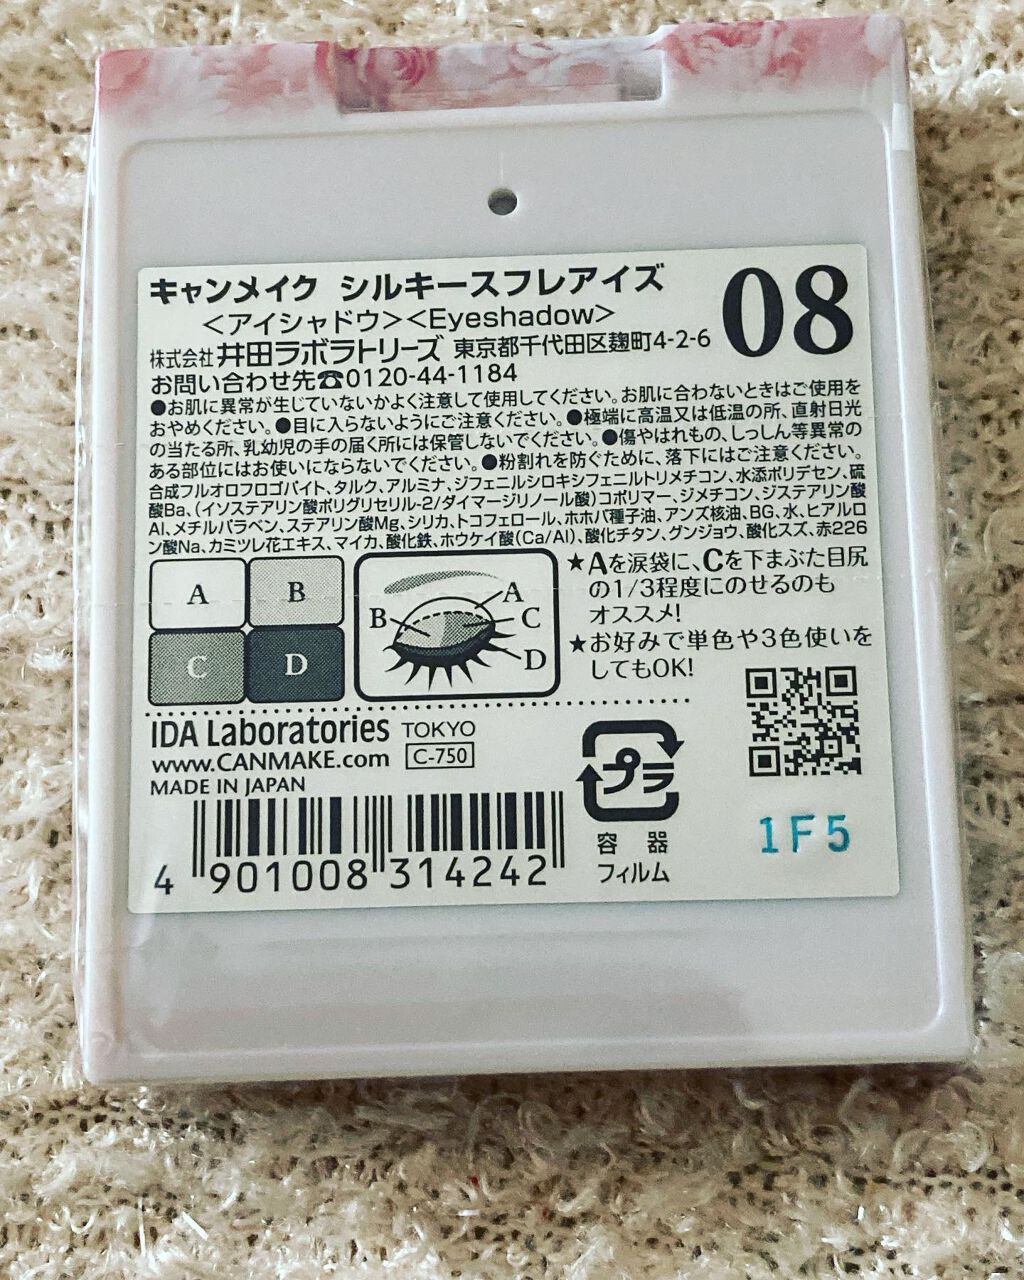 キャンメイク シルキースフレアイズ
08
<アイシャドウ><Eyeshadow>
株式会社 井田ラボラトリーズ 東京都千代田区麹町4-2-6
お問い合わせ先☎0120-44-1184
●お肌に異常が生じていないかよく注意して使用してください。お肌に合わないときはご使用を
おやめください。●目に入らないようにご注意ください。●極端に高温又は低温の所、直射日光
の当たる所、乳幼児の手の届く所には保管しないでください。●傷やはれもの、しっしん等異常の
ある部位にはお使いにならないでください。●粉割れを防ぐために、落下にはご注意ください。
合成フルオロフロゴパイト、タルク、アルミナ、ジフェニルシロキシフェニルトリメチコン、水添ポリデセン、硫
酸Ba、(イソステアリン酸ポリグリセリル-2/ダイマージリノール酸)コポリマー、ジメチコン、ジステアリン酸
Al、メチルパラベン、ステアリン酸Mg、シリカ、トコフェロール、ホホバ種子油、アンズ核油、BG、水、ヒアルロ
ン酸Na、カミツレ花エキス、マイカ、酸化鉄、ホウケイ酸(Ca/Al)、酸化チタン、グンジョウ、酸化スズ、赤226
A B
C D
A
B C
D
★Aを涙袋に、Cを下まぶた目尻
の1/3程度にのせるのも
オススメ!
★お好みで単色や3色使いを
してもOK!
IDA Laboratories TOKYO
www.CANMAKE.com C-750
MADE IN JAPAN
4 901008 314242
プラ
容器
フィルム
1F5